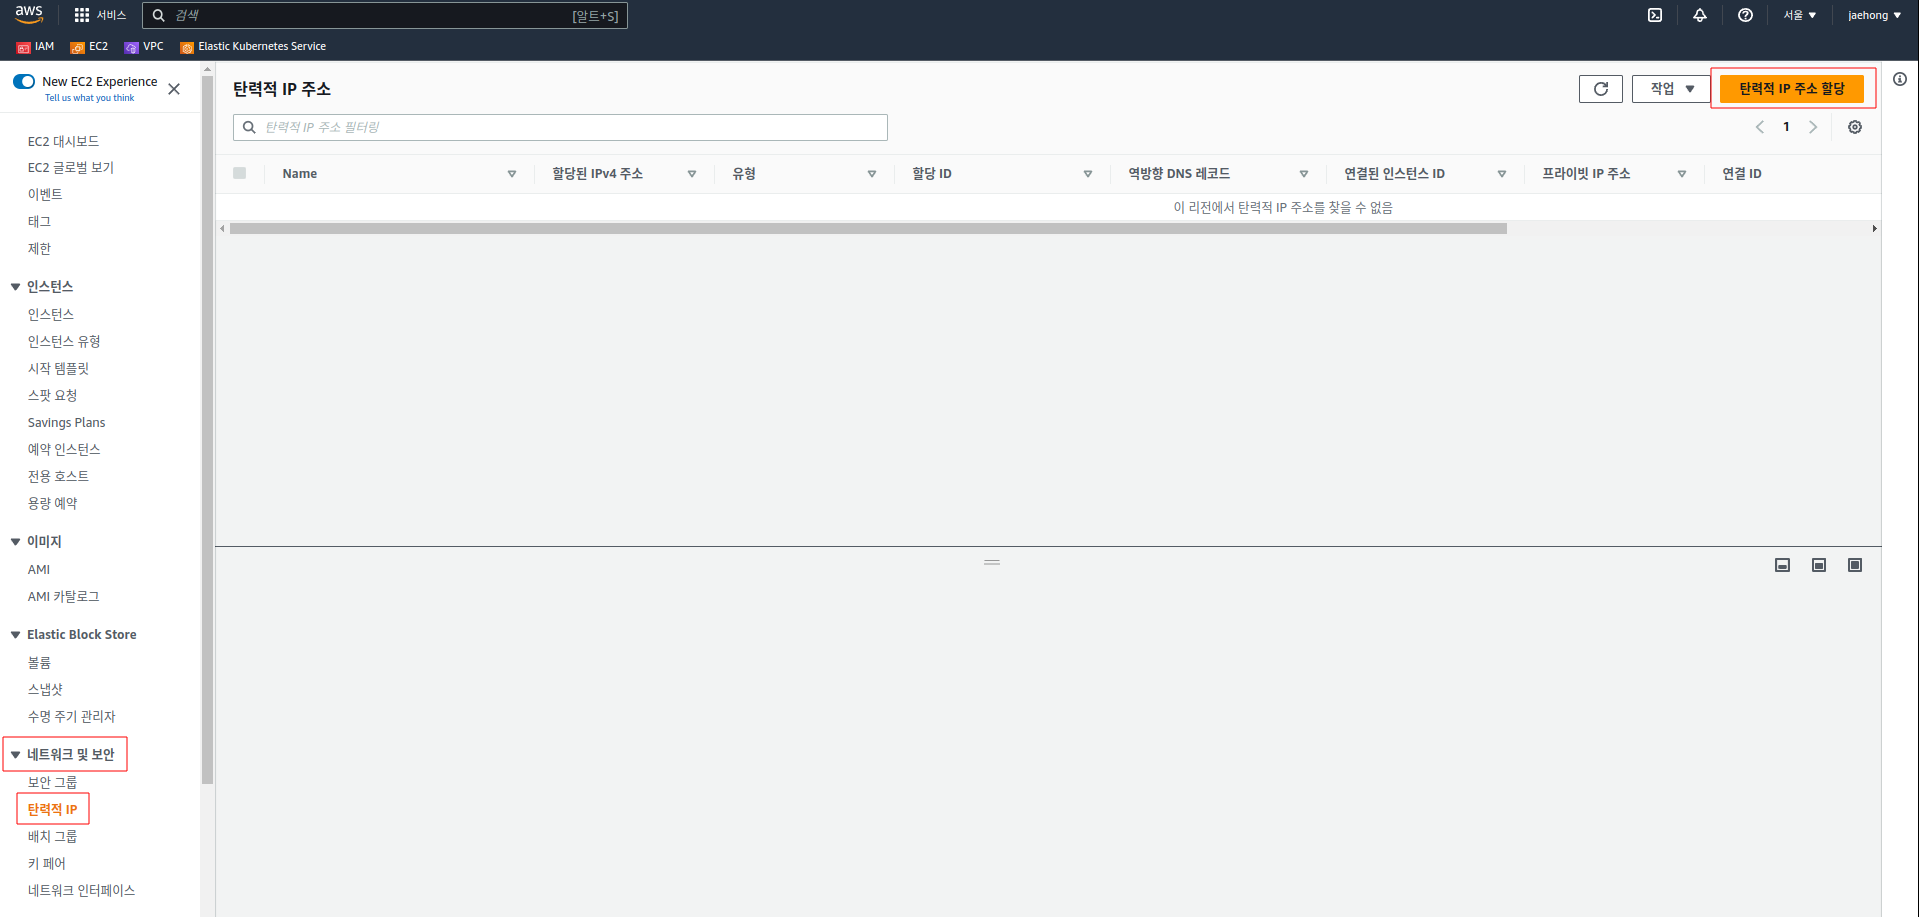 aws 서비스 검색 [알트+S] 서울 jaehong
IAM EC2 VPC Elastic Kubernetes Service
New EC2 Experience
Tell us what you think
EC2 대시보드
EC2 글로벌 보기
이벤트
태그
제한
인스턴스
인스턴스
인스턴스 유형
시작 템플릿
스팟 요청
Savings Plans
예약 인스턴스
전용 호스트
용량 예약
이미지
AMI
AMI 카탈로그
Elastic Block Store
볼륨
스냅샷
수명 주기 관리자
네트워크 및 보안
보안 그룹
탄력적 IP
배치 그룹
키 페어
네트워크 인터페이스
탄력적 IP 주소 작업 탄력적 IP 주소 할당
탄력적 IP 주소 필터링 1
Name 할당된 IPv4 주소 유형 할당 ID 역방향 DNS 레코드 연결된 인스턴스 ID 프라이빗 IP 주소 연결 ID
이 리전에서 탄력적 IP 주소를 찾을 수 없음